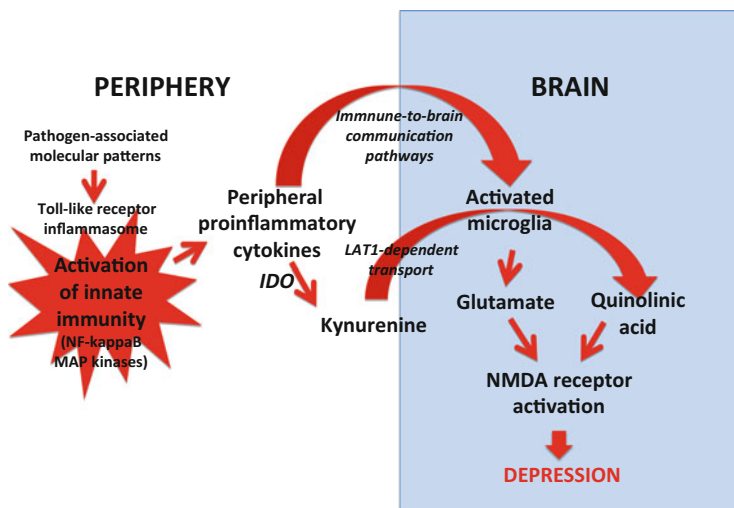 PERIPHERY
BRAIN
Pathogen-associated
molecular patterns
Toll-like receptor
inflammasome
Activation
of innate
immunity
(NF-kappaB
MAP kinases)
Peripheral
proinflammatory
cytokines
IDO
Kynurenine
Immnune-to-brain
communication
pathways
LAT1-dependent
transport
Activated
microglia
Glutamate
Quinolinic
acid
NMDA receptor
activation
DEPRESSION